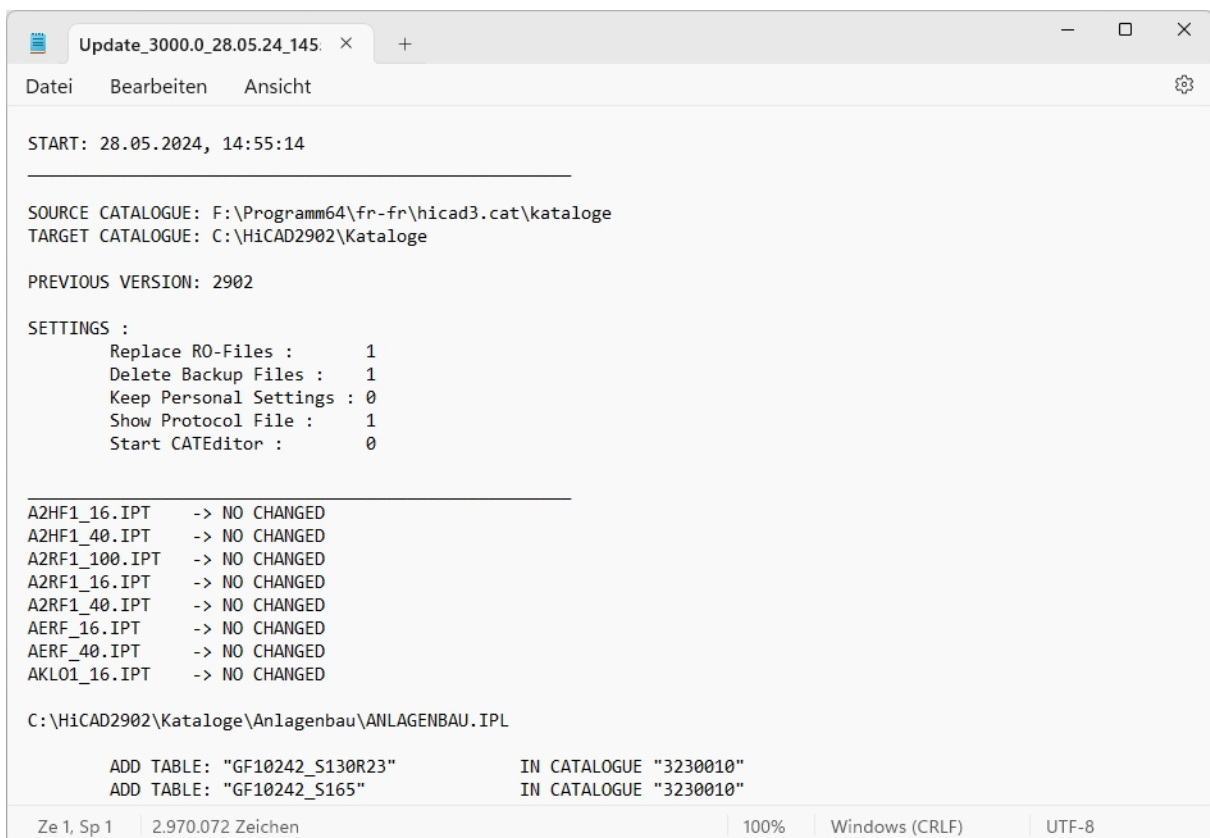 Update_3000.0_28.05.24_145
Datei Bearbeiten Ansicht
START: 28.05.2024, 14:55:14
SOURCE CATALOGUE: F:\Programm64\fr-fr\hicad3.cat\kataloge
TARGET CATALOGUE: C:\HiCAD2902\Kataloge
PREVIOUS VERSION: 2902
SETTINGS :
Replace RO-Files : 1
Delete Backup Files : 1
Keep Personal Settings : 0
Show Protocol File : 1
Start CATEditor : 0
A2HF1_16.IPT -> NO CHANGED
A2HF1_40.IPT -> NO CHANGED
A2RF1_100.IPT -> NO CHANGED
A2RF1_16.IPT -> NO CHANGED
A2RF1_40.IPT -> NO CHANGED
AERF_16.IPT -> NO CHANGED
AERF_40.IPT -> NO CHANGED
AKLO1_16.IPT -> NO CHANGED
C:\HiCAD2902\Kataloge\Anlagenbau\ANLAGENBAU.IPL
ADD TABLE: "GF10242_S130R23" IN CATALOGUE "3230010"
ADD TABLE: "GF10242_S165" IN CATALOGUE "3230010"
Ze 1, Sp 1 2.970.072 Zeichen 100% Windows (CRLF) UTF-8